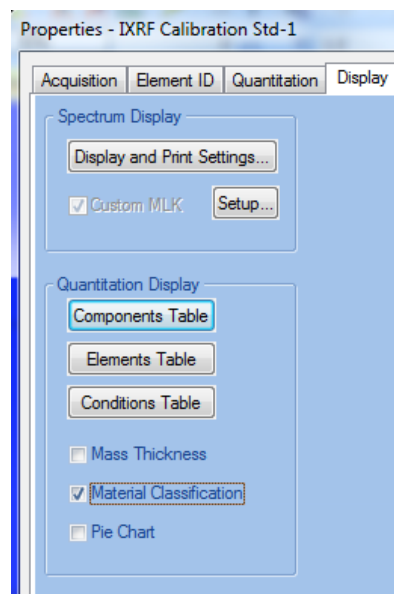 Properties - IXRF Calibration Std-1
Acquisition Element ID Quantitation Display
Spectrum Display
Display and Print Settings...
Custom MLK Setup...
Quantitation Display
Components Table
Elements Table
Conditions Table
Mass Thickness
Material Classification
Pie Chart